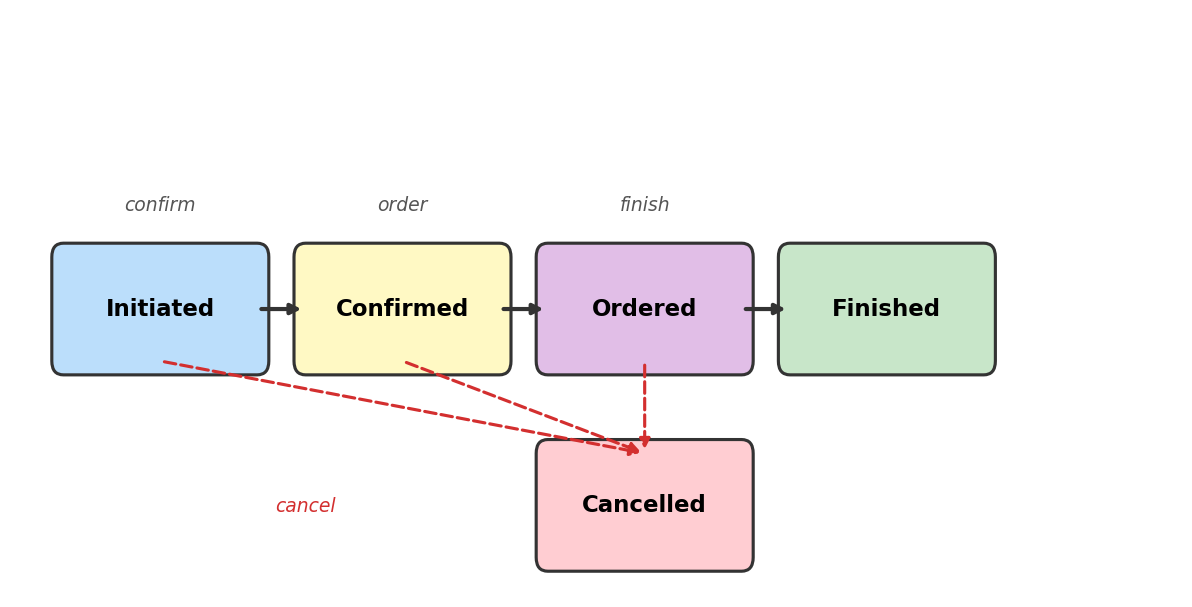 confirm
order
finish
Initiated
Confirmed
Ordered
Finished
cancel
Cancelled